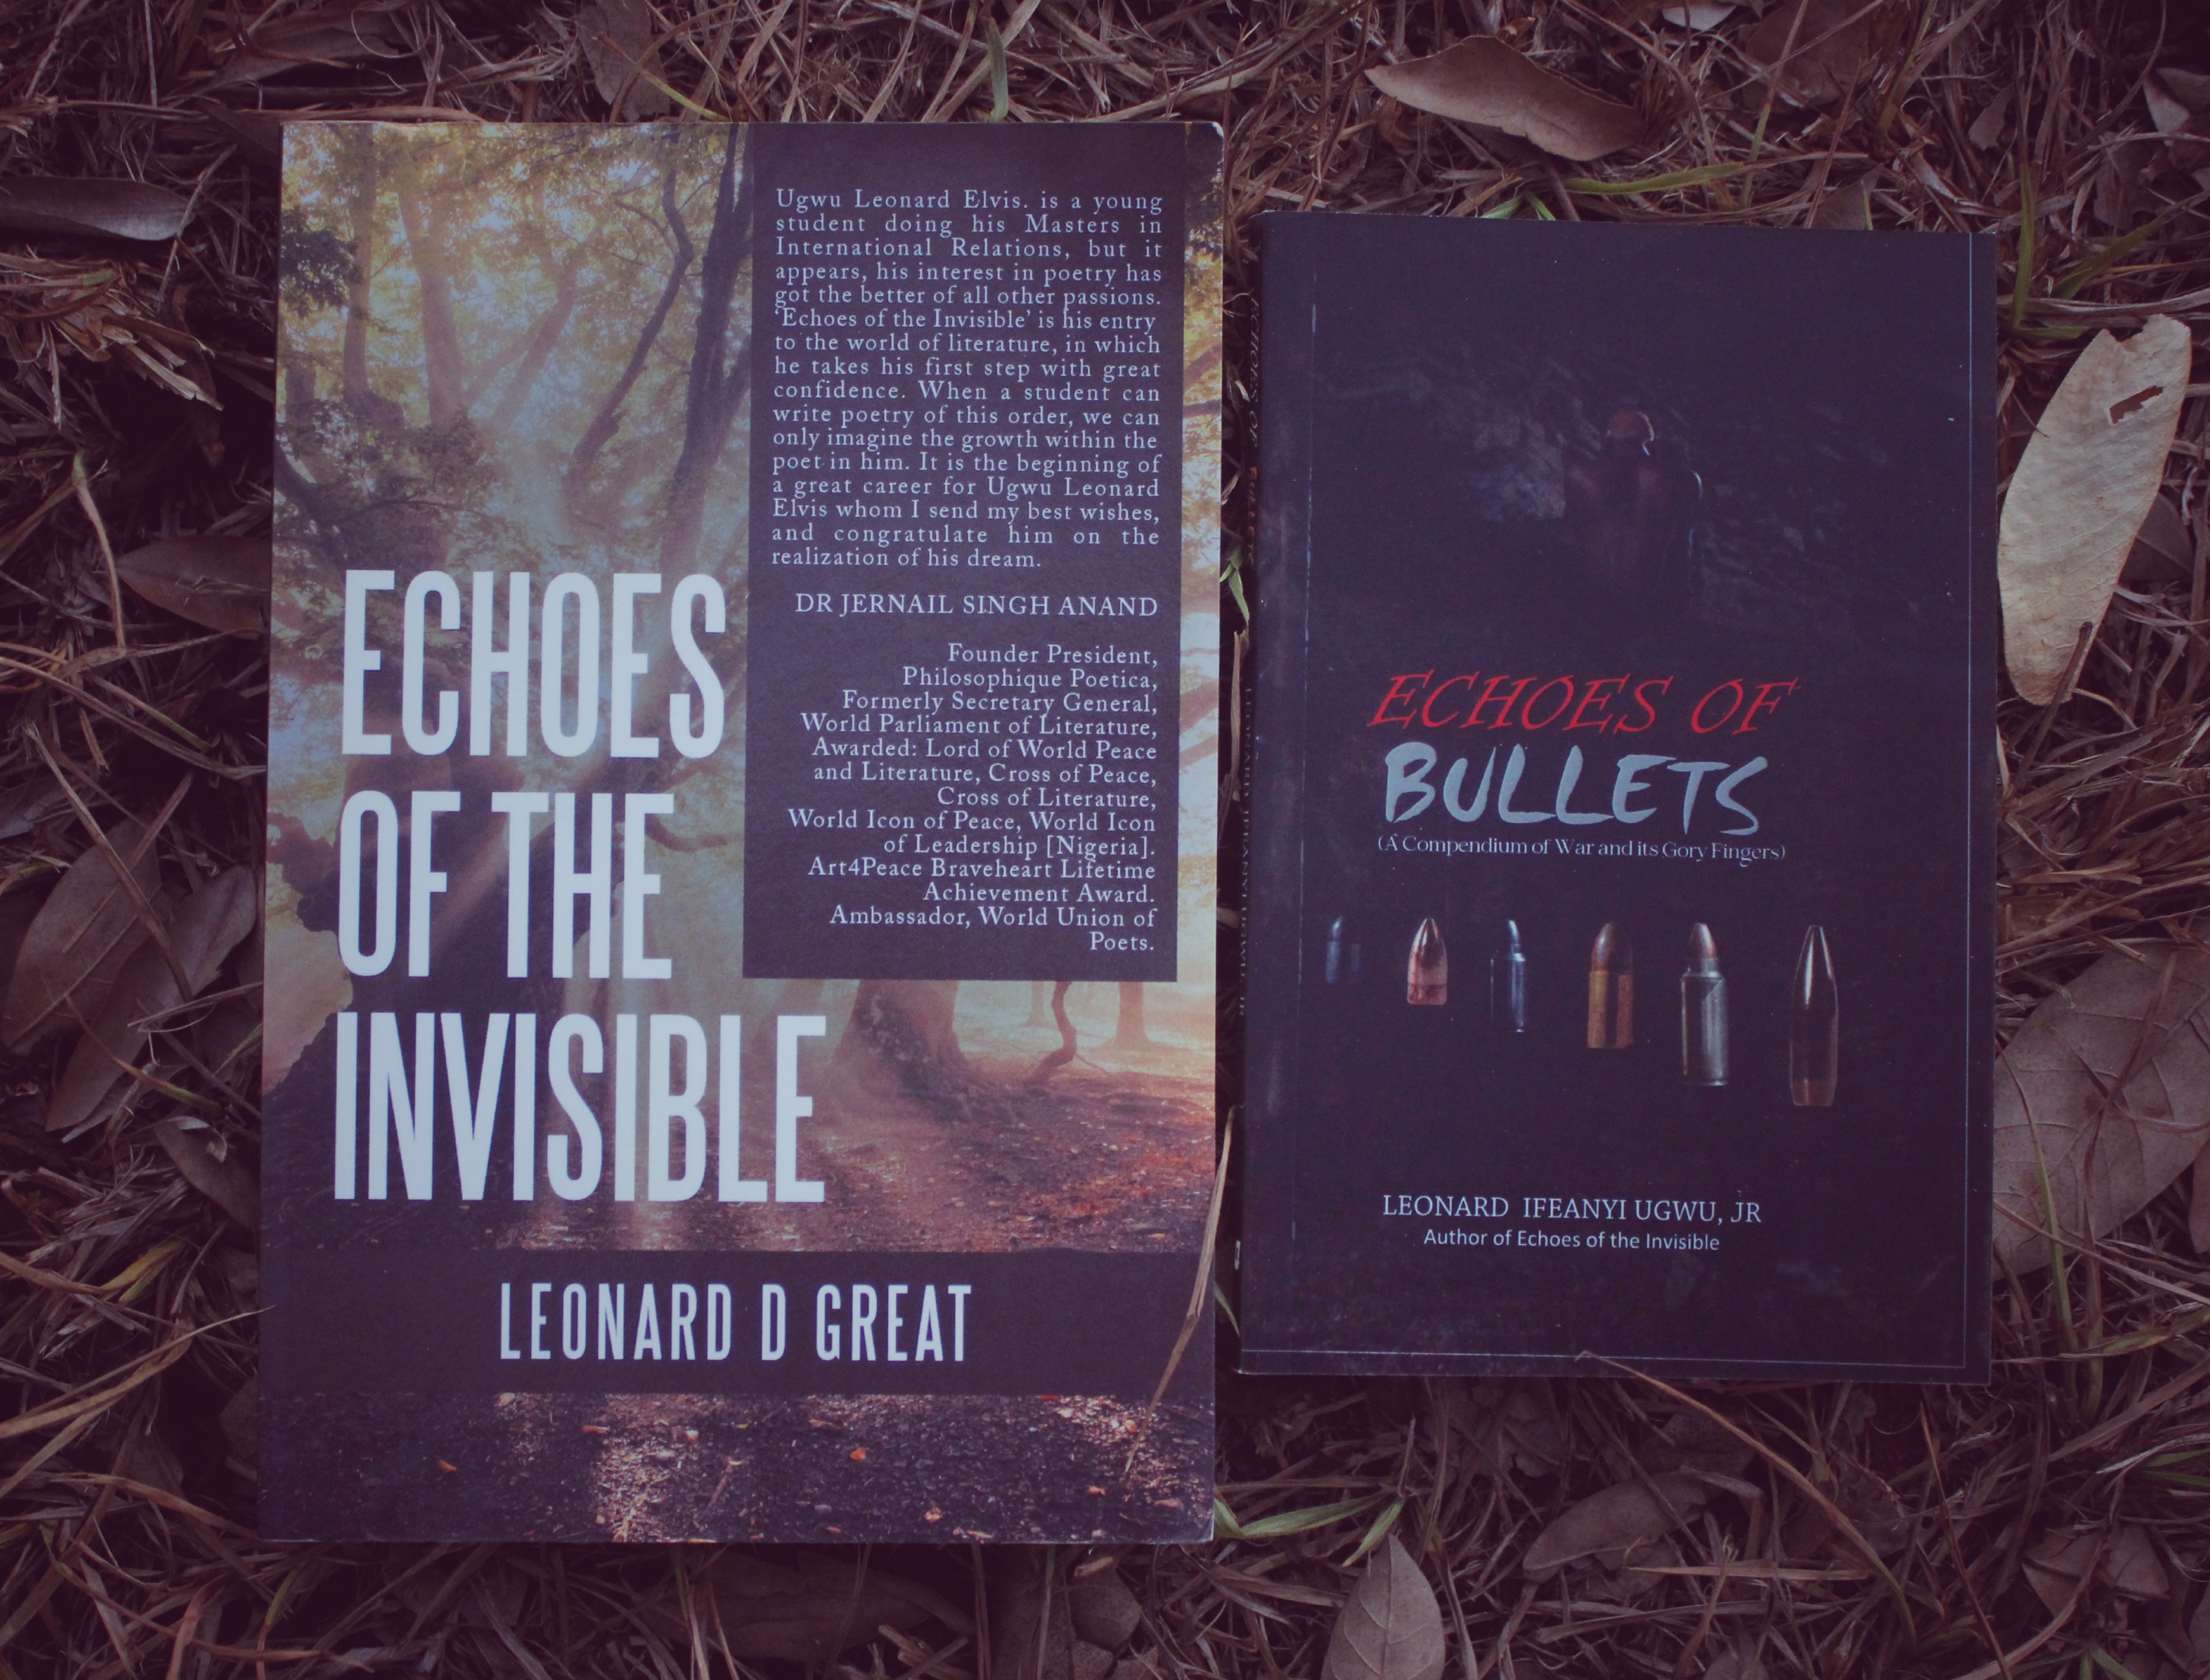 Ugwu Leonard Elvis. is a young
student doing his Masters in
International Relations, but it
appears, his interest in poetry has
got the better of all other passions.
'Echoes of the Invisible' is his entry
to the world of literature, in which
he takes his first step with great
confidence. When a student can
write poetry of this order, we can
only imagine the growth within the
poet in him. It is the beginning of
a great career for Ugwu Leonard
Elvis whom I send my best wishes,
and congratulate him on the
realization of his dream.
DR JERNAIL SINGH ANAND
Founder President,
Philosophique Poetica,
Formerly Secretary General,
World Parliament of Literature,
Awarded: Lord of World Peace
and Literature, Cross of Peace,
Cross of Literature,
World Icon of Peace, World Icon
of Leadership [Nigeria].
Art4Peace Braveheart Lifetime
Achievement Award.
Ambassador, World Union of
Poets.
ECHOES
OF THE
INVISIBLE
LEONARD D GREAT
ECHOES OF BULLETS LEONARD IFEANYI UGWU, JR
ECHOES OF
BULLETS
(A Compendium of War and its Gory Fingers)
LEONARD IFEANYI UGWU, JR
Author of Echoes of the Invisible